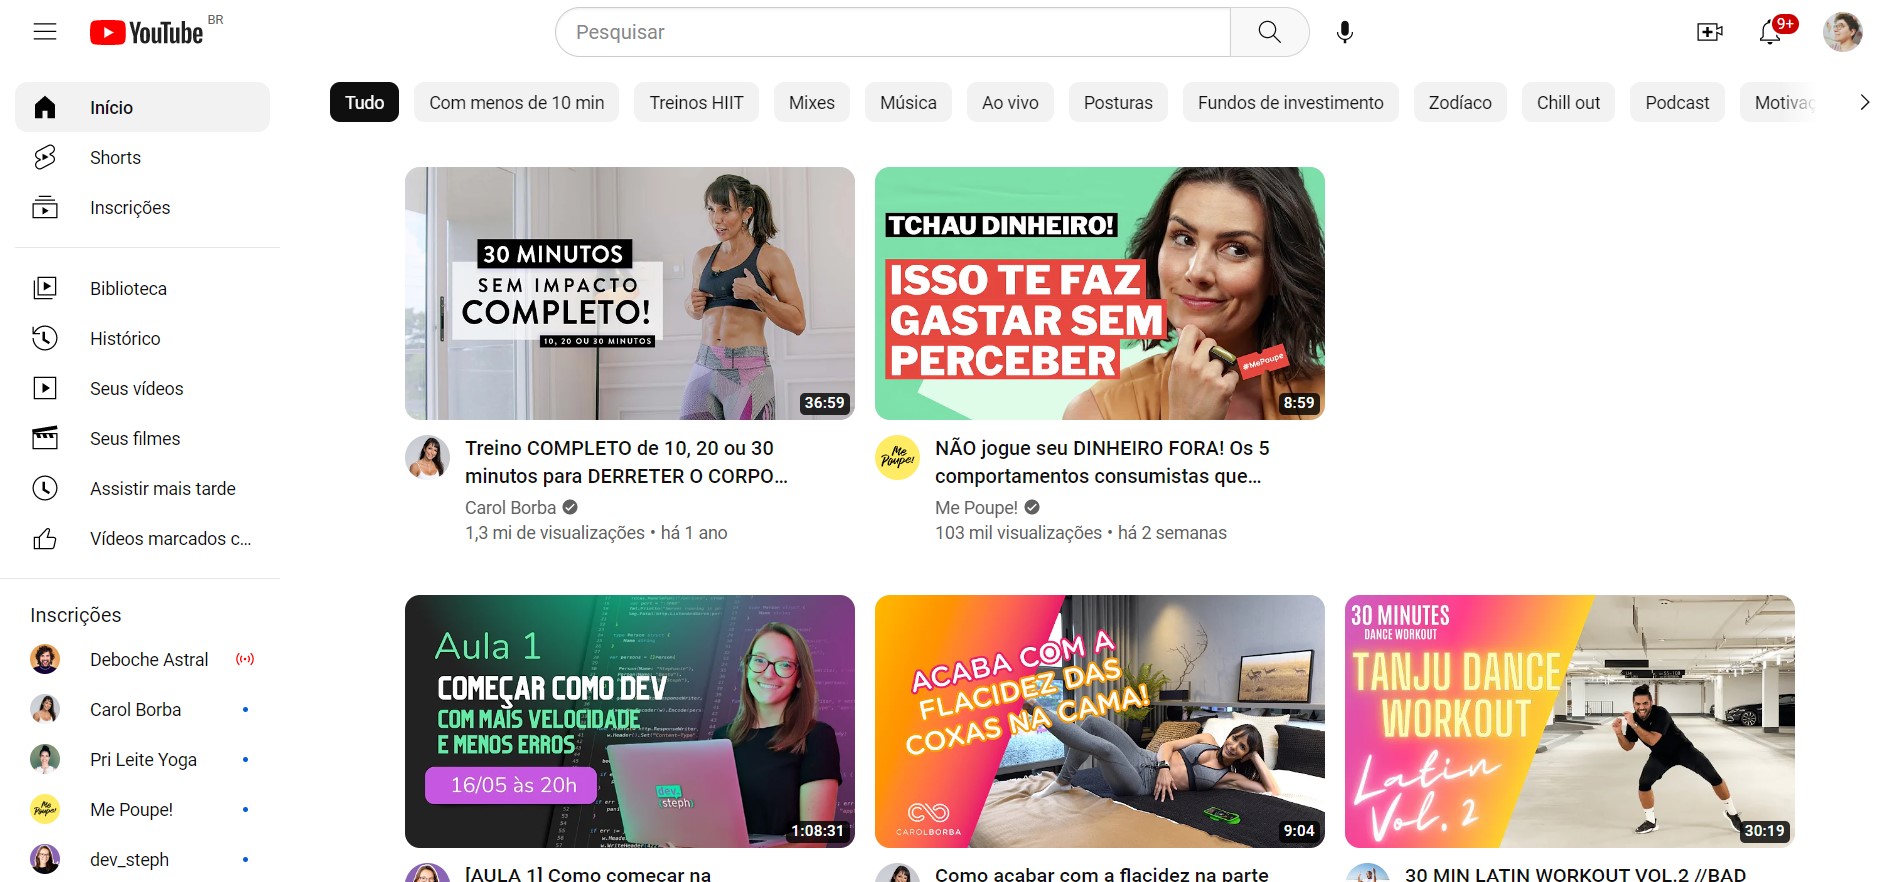 YouTube BR
Pesquisar
9+
Início
Shorts
Inscrições
Biblioteca
Histórico
Seus vídeos
Seus filmes
Assistir mais tarde
Vídeos marcados c...
Inscrições
Deboche Astral
Carol Borba
Pri Leite Yoga
Me Poupe!
dev_steph
Tudo
Com menos de 10 min
Treinos HIIT
Mixes
Música
Ao vivo
Posturas
Fundos de investimento
Zodíaco
Chill out
Podcast
Motivaç
30 MINUTOS
SEM IMPACTO
COMPLETO!
10, 20 OU 30 MINUTOS
36:59
Treino COMPLETO de 10, 20 ou 30
minutos para DERRETER O CORPO...
Carol Borba
1,3 mi de visualizações • há 1 ano
TCHAU DINHEIRO!
ISSO TE FAZ
GASTAR SEM
PERCEBER
#MePoupe
8:59
Me
Poupe!
NÃO jogue seu DINHEIRO FORA! Os 5
comportamentos consumistas que...
Me Poupe!
103 mil visualizações • há 2 semanas
Aula 1
COMEÇAR COMO DEV
COM MAIS VELOCIDADE
E MENOS ERROS
16/05 às 20h
dev_
steph
1:08:31
[AULA 1] Como começar na
ACABA COM A
FLACIDEZ DAS
COXAS NA CAMA!
CAROLBORBA
9:04
Como acabar com a flacidez na parte
30 MINUTES
DANCE WORKOUT
TANJU DANCE
WORKOUT
Latin
Vol. 2
30:19
30 MIN LATIN WORKOUT VOL.2 //BAD